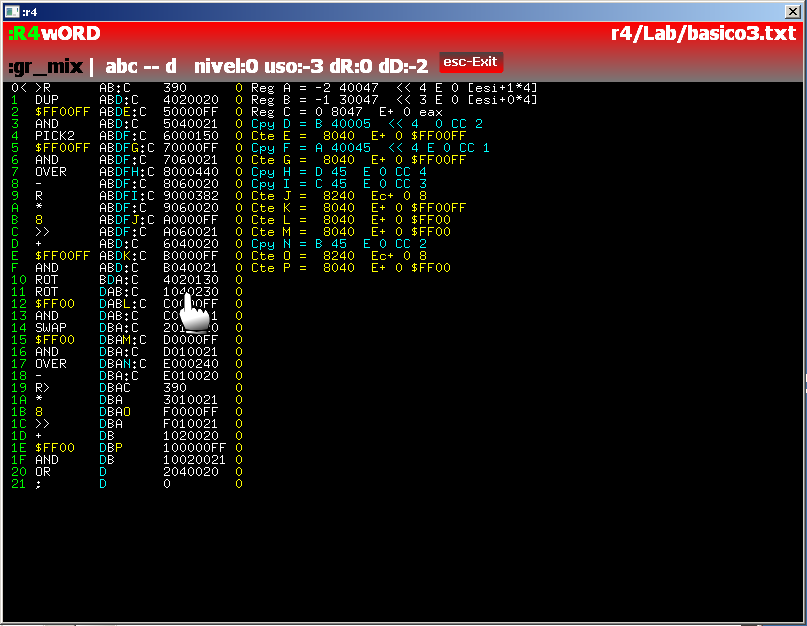 :r4
:R4wORD r4/Lab/basico3.txt
:gr_mix | abc -- d nivel:0 uso:-3 dR:0 dD:-2 esc-Exit
0< >R AB:C 390 0 Reg A = -2 40047 << 4 E 0 [esi+1*4]
1 DUP ABD:C 4020020 0 Reg B = -1 30047 << 3 E 0 [esi+0*4]
2 $FF00FF ABDE:C 50000FF 0 Reg C = 0 8047 E+ 0 eax
3 AND ABD:C 5040021 0 Cpy D = B 40005 << 4 0 CC 2
4 PICK2 ABDF:C 6000150 0 Cte E = 8040 E+ 0 $FF00FF
5 $FF00FF ABDFG:C 70000FF 0 Cpy F = A 40045 << 4 E 0 CC 1
6 AND ABDF:C 7060021 0 Cte G = 8040 E+ 0 $FF00FF
7 OVER ABDFH:C 8000440 0 Cpy H = D 45 E 0 CC 4
8 - ABDF:C 8060020 0 Cpy I = C 45 E 0 CC 3
9 R ABDFI:C 9000382 0 Cte J = 8240 Ec+ 0 8
A * ABDF:C 9060020 0 Cte K = 8040 E+ 0 $FF00FF
B 8 ABDFJ:C A0000FF 0 Cte L = 8040 E+ 0 $FF00
C >> ABDF:C A060021 0 Cte M = 8040 E+ 0 $FF00
D + ABD:C 6040020 0 Cpy N = B 45 E 0 CC 2
E $FF00FF ABDK:C B0000FF 0 Cte O = 8240 Ec+ 0 8
F AND ABD:C B040021 0 Cte P = 8040 E+ 0 $FF00
10 ROT BDA:C 4020130 0
11 ROT DAB:C 1040230 0
12 $FF00 DABL:C 0
13 AND DAB:C 0
14 SWAP DBA:C 0
15 $FF00 DBAM:C D0000FF 0
16 AND DBA:C D010021 0
17 OVER DBAN:C E000240 0
18 - DBA:C E010020 0
19 R> DBAC 390 0
1A * DBA 3010021 0
1B 8 DBAO F0000FF 0
1C >> DBA F010021 0
1D + DB 1020020 0
1E $FF00 DBP 100000FF 0
1F AND DB 10020021 0
20 OR D 2040020 0
21 ; D 0 0